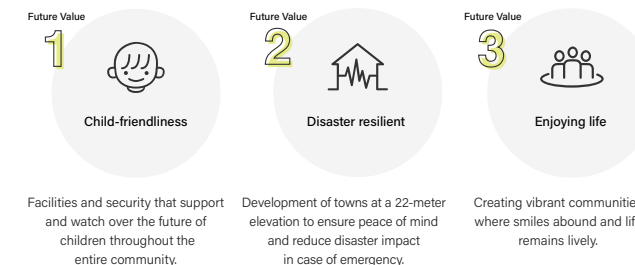 Future Value
1
Child-friendliness
Facilities and security that support
and watch over the future of
children throughout the
entire community.
Future Value
2
Disaster resilient
Development of towns at a 22-meter
elevation to ensure peace of mind
and reduce disaster impact
in case of emergency.
Future Value
3
Enjoying life
Creating vibrant
where smiles abound and
remains lively.